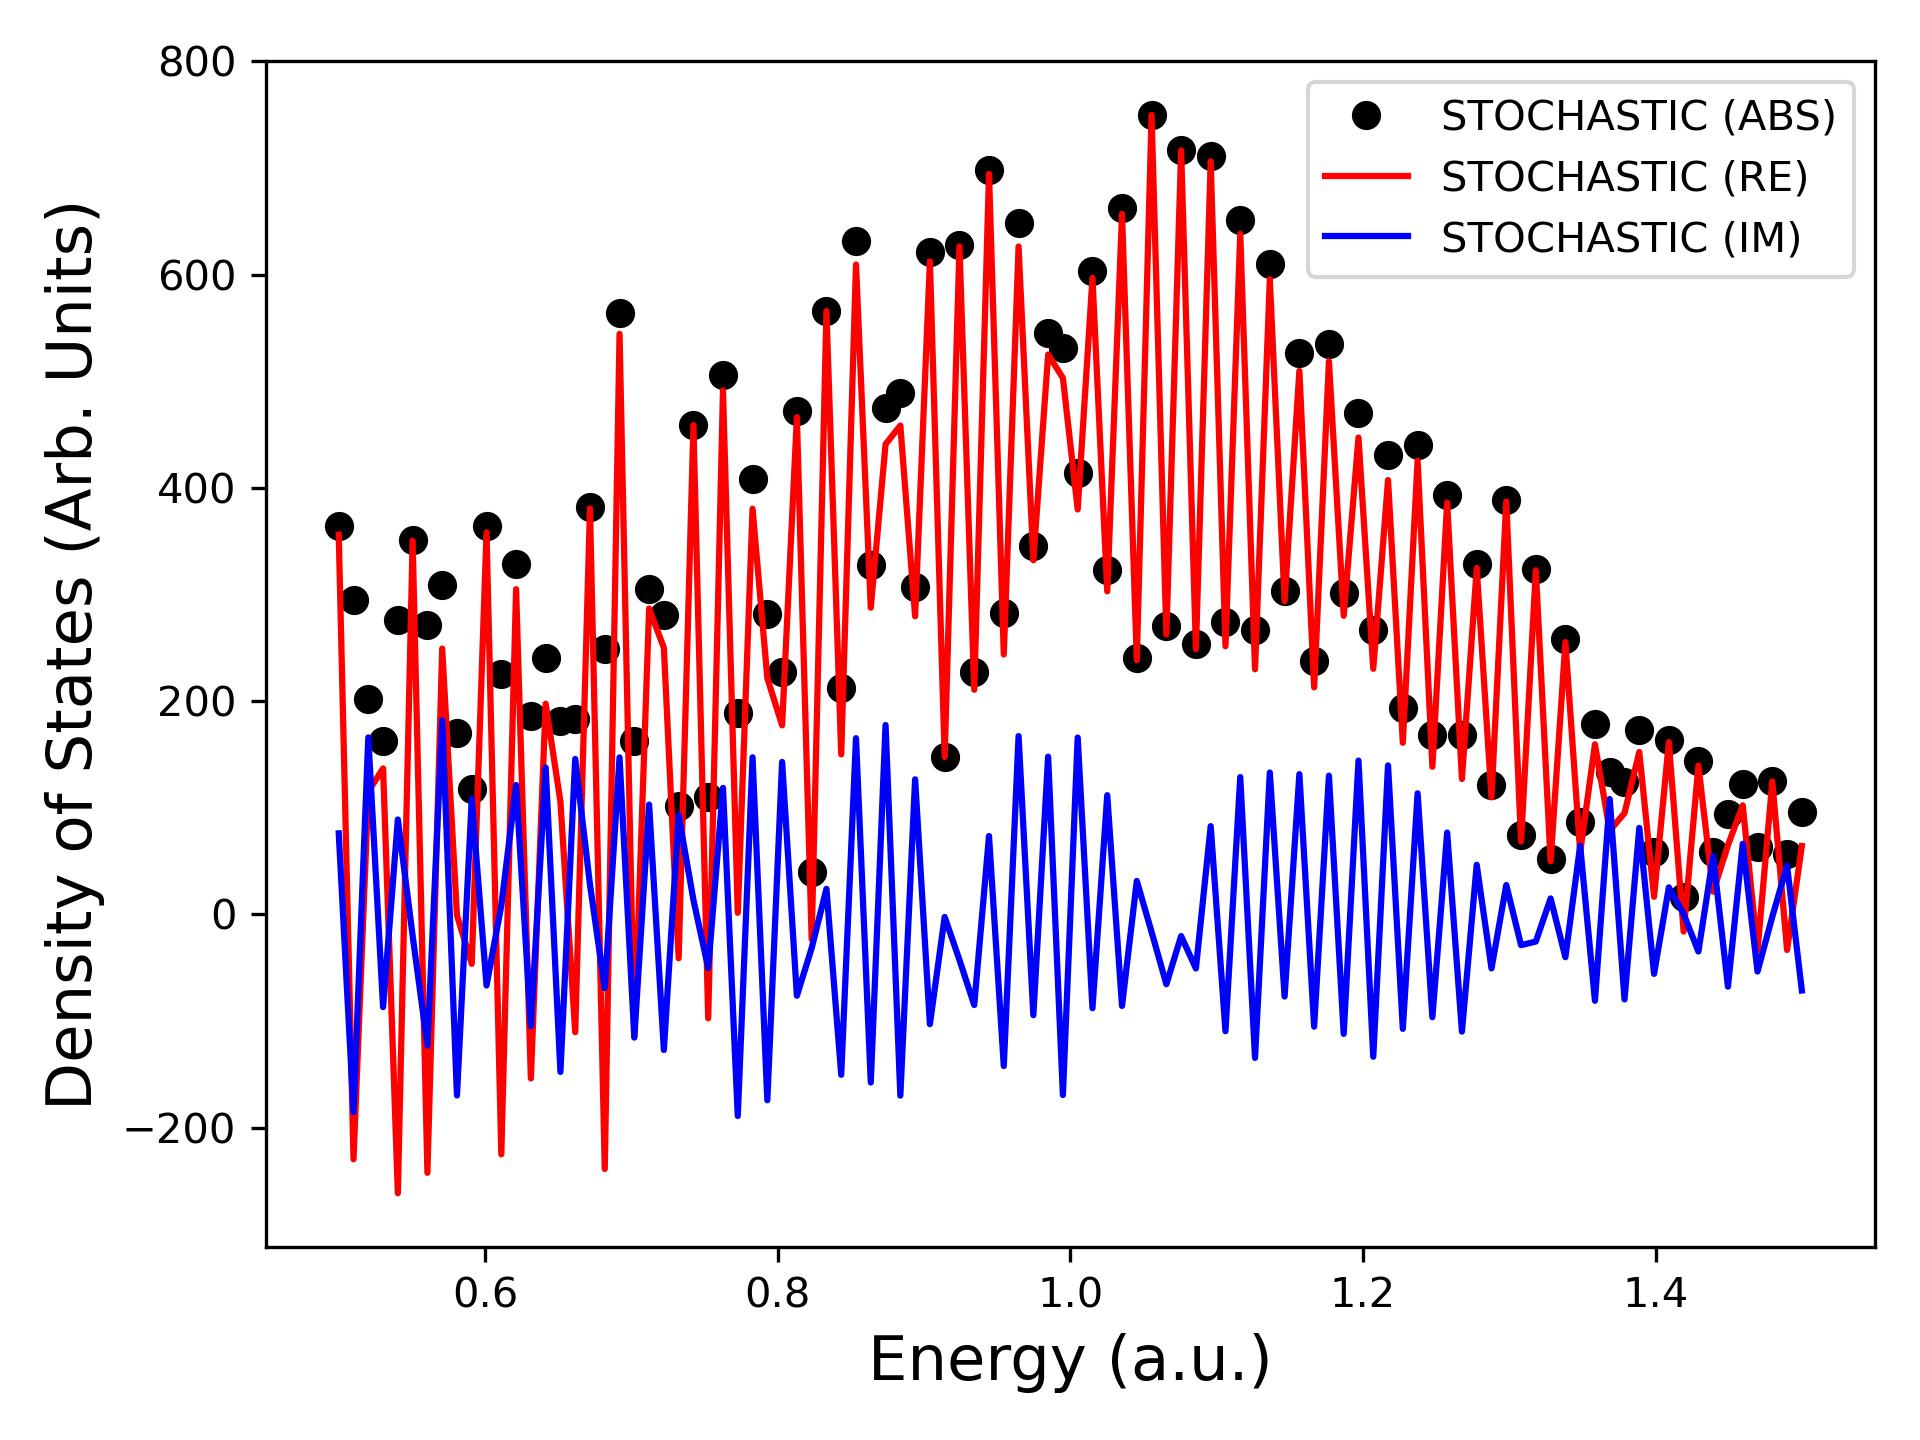 800
600
400
200
0
−200
0.6
0.8
1.0
1.2
1.4
Density of States (Arb. Units)
Energy (a.u.)
STOCHASTIC (ABS)
STOCHASTIC (RE)
STOCHASTIC (IM)